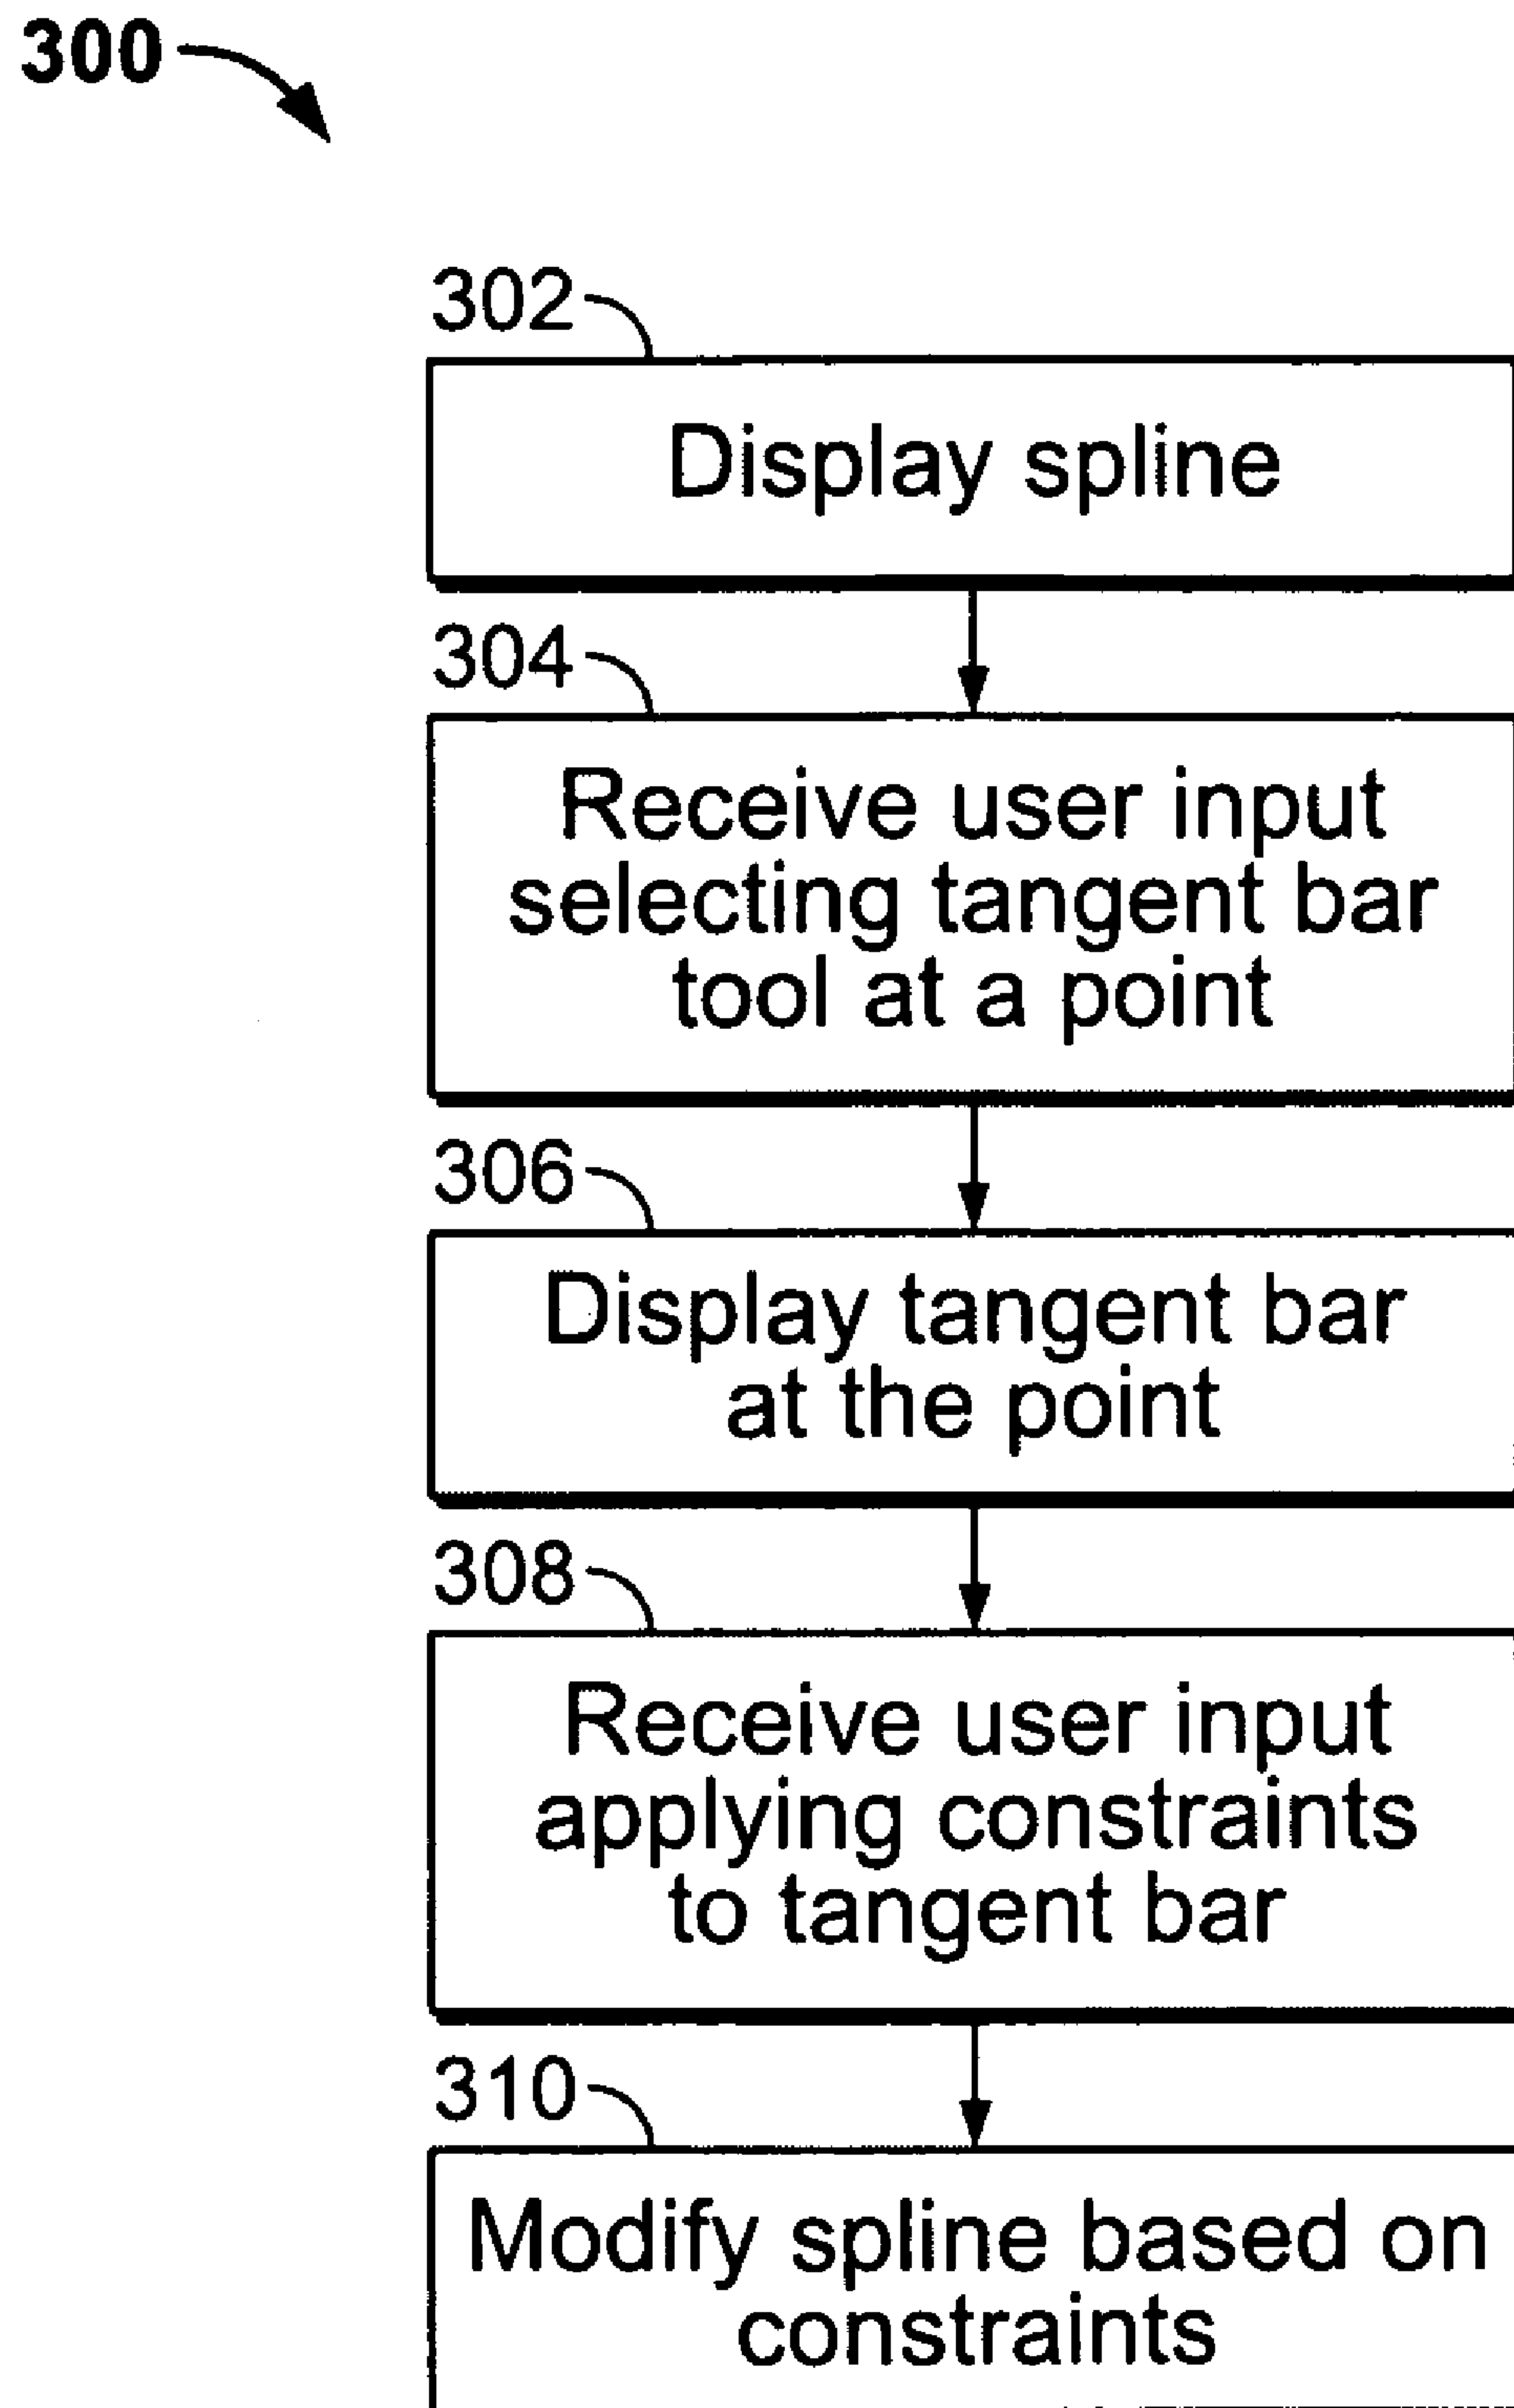 300
302
Display spline
304
Receive user input
selecting tangent bar
tool at a point
306
Display tangent bar
at the point
308
Receive user input
applying constraints
to tangent bar
310
Modify spline based on
constraints